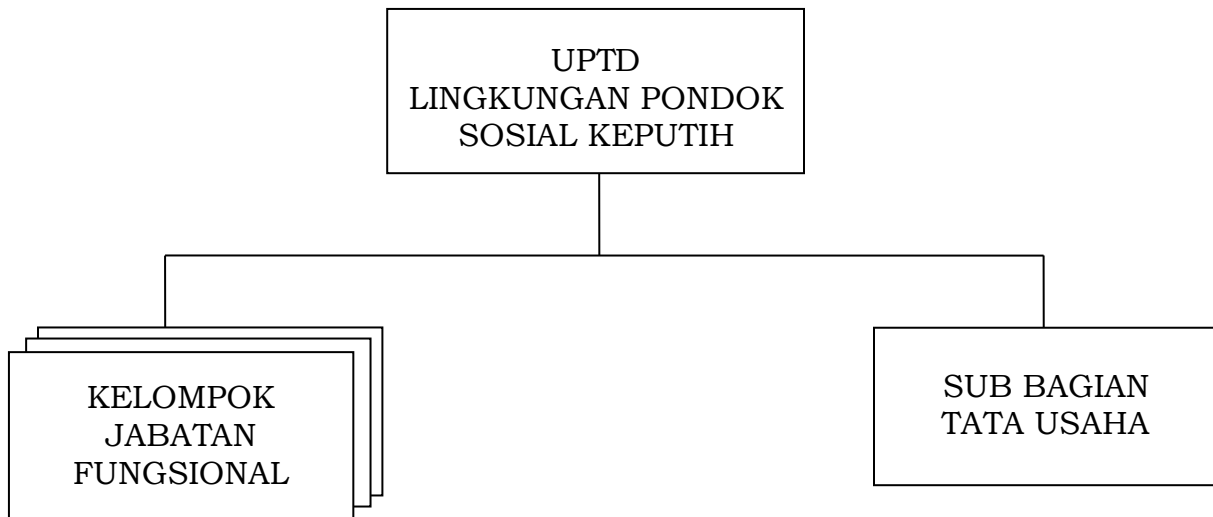 UPTD
LINGKUNGAN PONDOK
SOSIAL KEPUTIH
KELOMPOK
JABATAN
FUNGSIONAL
SUB BAGIAN
TATA USAHA